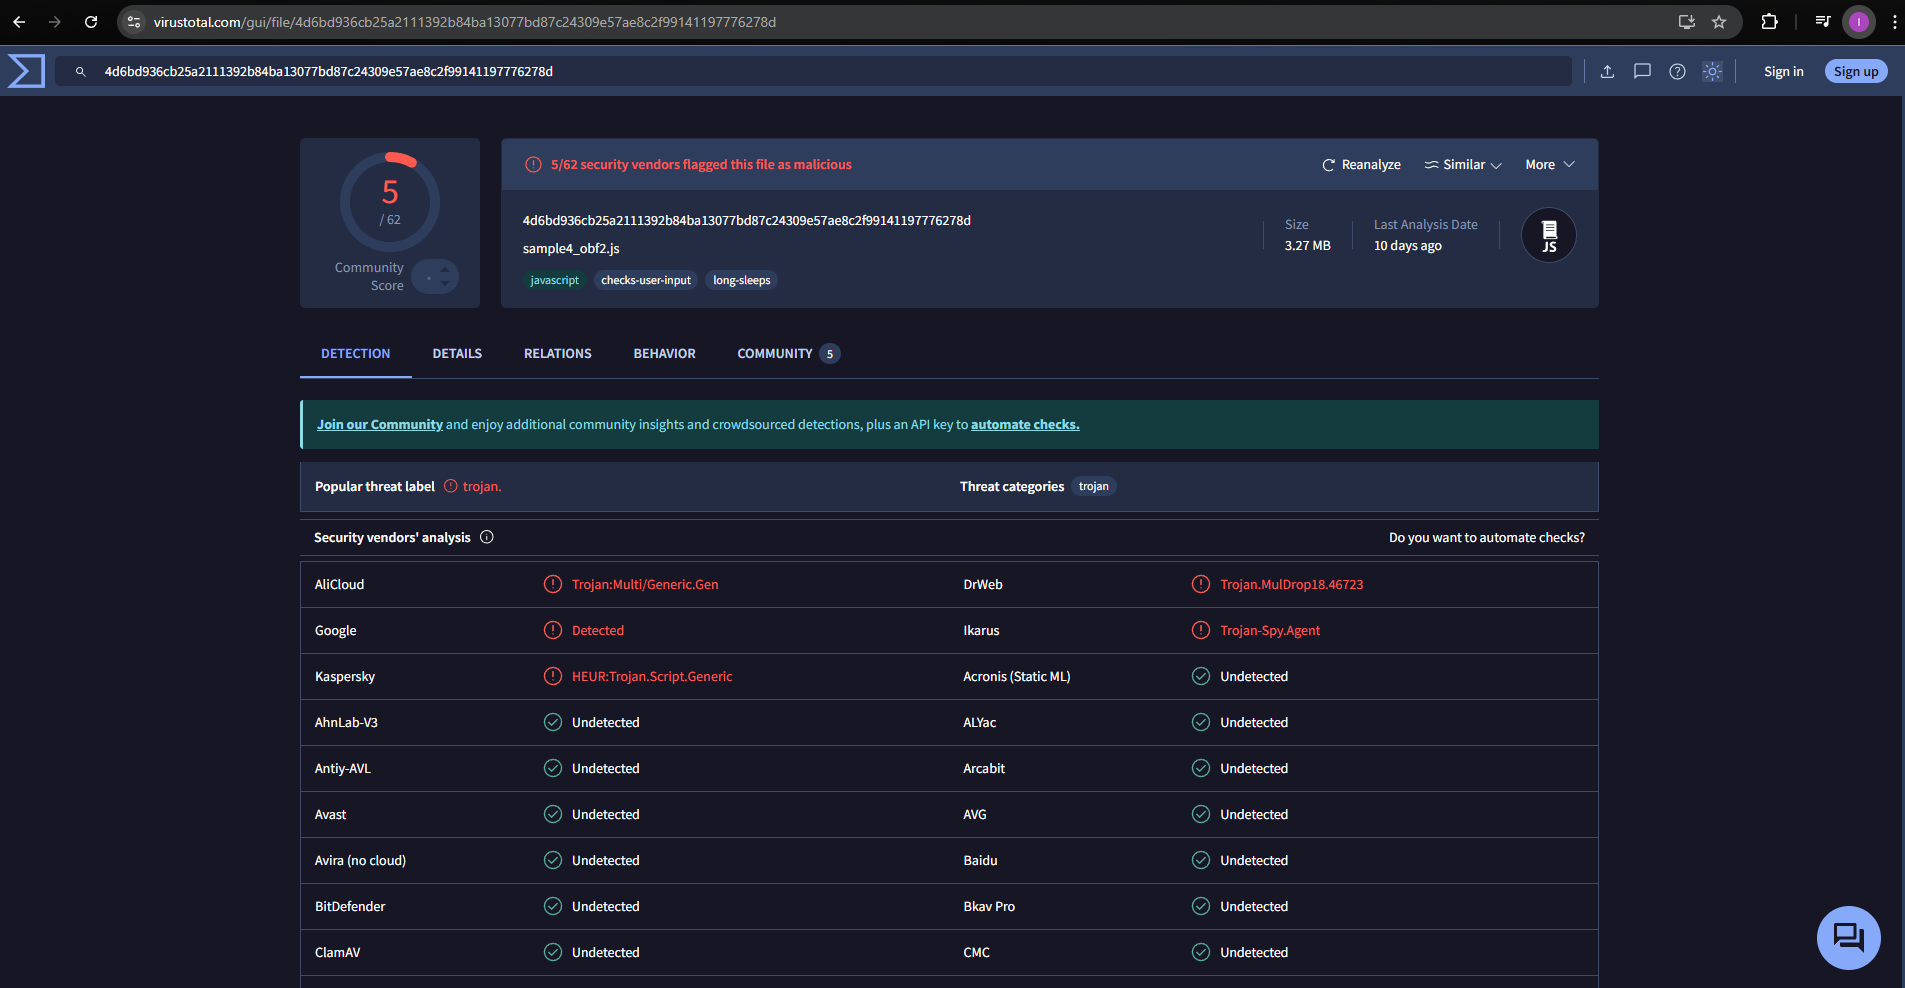 virustotal.com/gui/file/4d6bd936cb25a2111392b84ba13077bd87c24309e57ae8c2f99141197776278d
I
4d6bd936cb25a2111392b84ba13077bd87c24309e57ae8c2f99141197776278d
Sign in
Sign up
5
/ 62
Community Score
5/62 security vendors flagged this file as malicious
Reanalyze
Similar
More
4d6bd936cb25a2111392b84ba13077bd87c24309e57ae8c2f99141197776278d
sample4_obf2.js
javascript
checks-user-input
long-sleeps
Size
3.27 MB
Last Analysis Date
10 days ago
JS
DETECTION
DETAILS
RELATIONS
BEHAVIOR
COMMUNITY 5
Join our Community and enjoy additional community insights and crowdsourced detections, plus an API key to automate checks.
Popular threat label trojan.
Threat categories trojan
Security vendors' analysis
Do you want to automate checks?
AliCloud Trojan:Multi/Generic.Gen DrWeb Trojan.MulDrop18.46723
Google Detected Ikarus Trojan-Spy.Agent
Kaspersky HEUR:Trojan.Script.Generic Acronis (Static ML) Undetected
AhnLab-V3 Undetected ALYac Undetected
Antiy-AVL Undetected Arcabit Undetected
Avast Undetected AVG Undetected
Avira (no cloud) Undetected Baidu Undetected
BitDefender Undetected Bkav Pro Undetected
ClamAV Undetected CMC Undetected